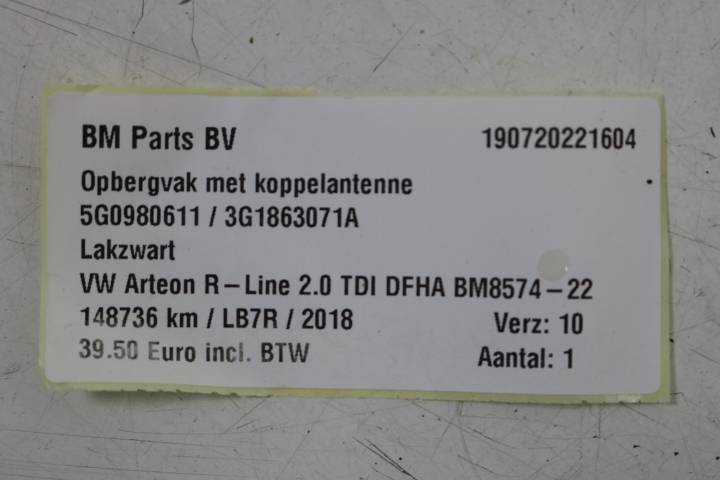 BM Parts BV 190720221604
Opbergvak met koppelantenne
5G0980611 / 3G1863071A
Lakzwart
VW Arteon R-Line 2.0 TDI DFHA BM8574-22
148736 km / LB7R / 2018 Verz: 10
39.50 Euro incl. BTW Aantal: 1